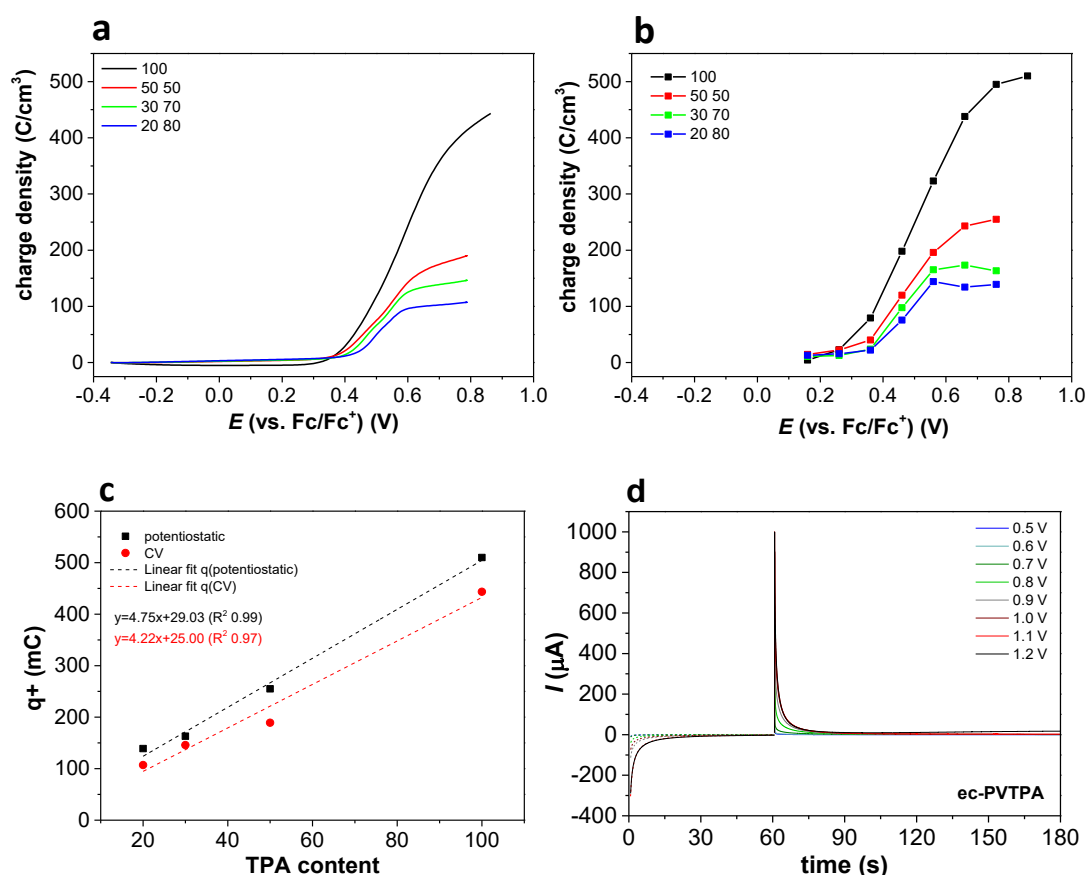 a
charge density (C/cm³)
500
400
300
200
100
0
100
50 50
30 70
20 80
-0.4 -0.2 0.0 0.2 0.4 0.6 0.8 1.0
E (vs. Fc/Fc⁺) (V)
b
charge density (C/cm³)
500
400
300
200
100
0
100
50 50
30 70
20 80
-0.4 -0.2 0.0 0.2 0.4 0.6 0.8 1.0
E (vs. Fc/Fc⁺) (V)
c
q+ (mC)
600
500
400
300
200
100
0
potentiostatic
CV
Linear fit q(potentiostatic)
Linear fit q(CV)
y=4.75x+29.03 (R² 0.99)
y=4.22x+25.00 (R² 0.97)
20 40 60 80 100
TPA content
d
I (µA)
1000
800
600
400
200
0
-200
-400
0.5 V
0.6 V
0.7 V
0.8 V
0.9 V
1.0 V
1.1 V
1.2 V
ec-PVTPA
0 30 60 90 120 150 180
time (s)